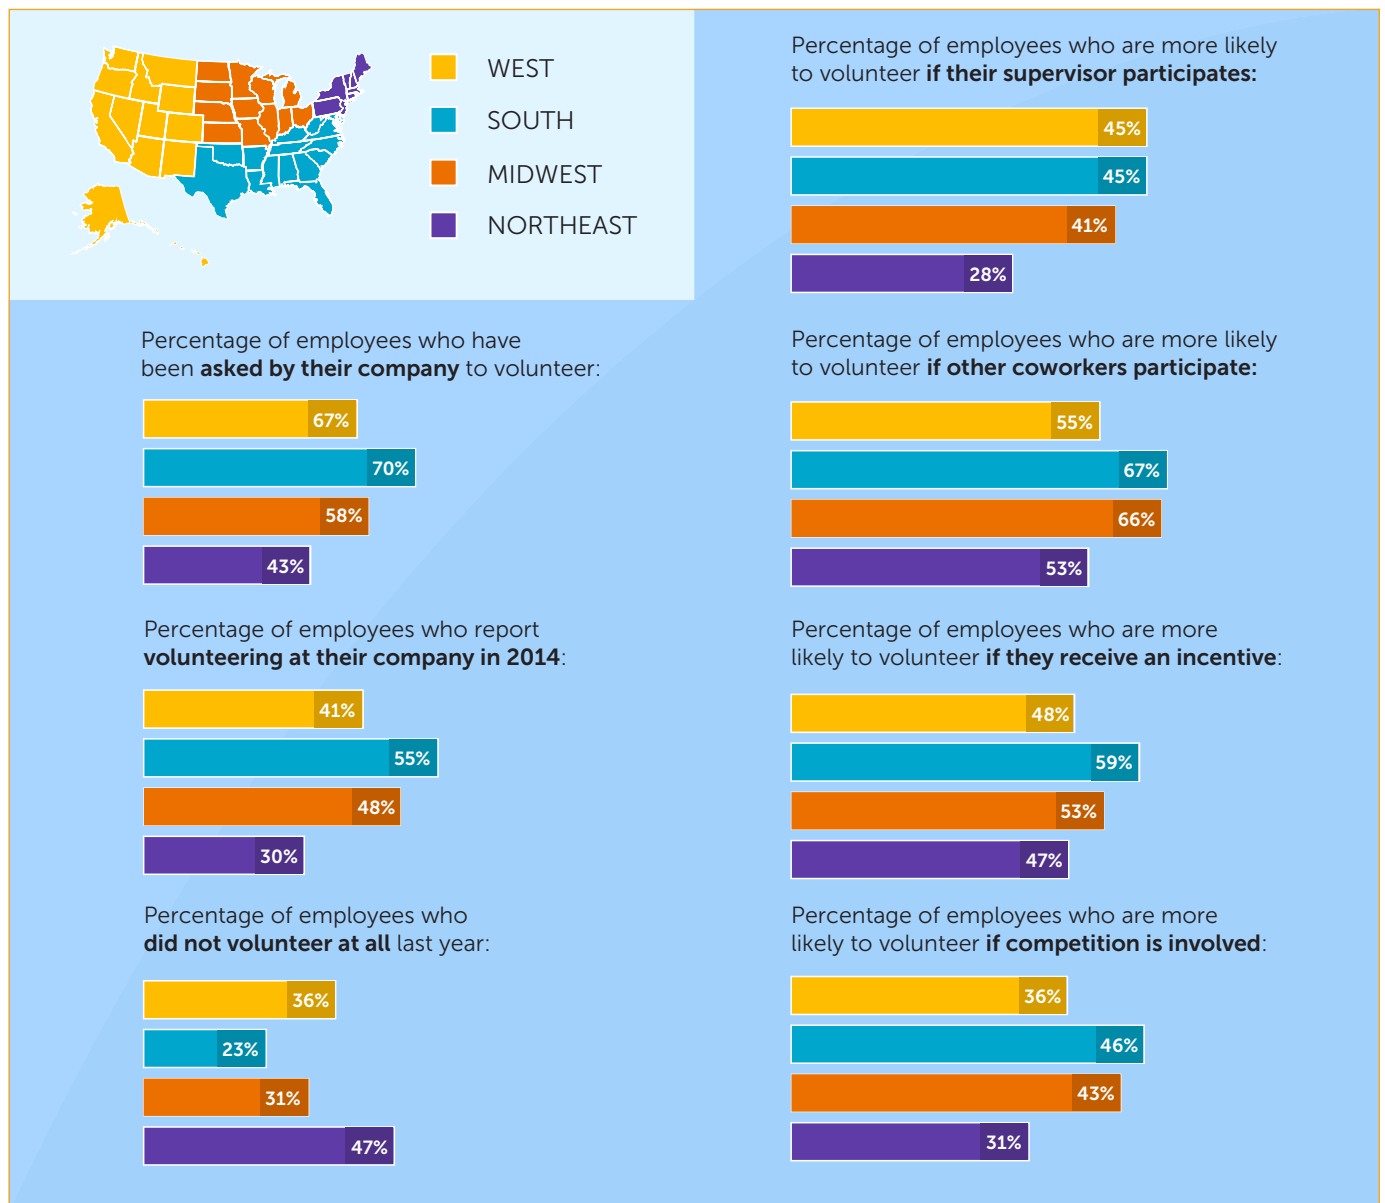 WEST
SOUTH
MIDWEST
NORTHEAST
Percentage of employees who are more likely
to volunteer if their supervisor participates:
45%
45%
41%
28%
Percentage of employees who have
been asked by their company to volunteer:
67%
70%
58%
43%
Percentage of employees who are more likely
to volunteer if other coworkers participate:
55%
67%
66%
53%
Percentage of employees who report
volunteering at their company in 2014:
41%
55%
48%
30%
Percentage of employees who are more
likely to volunteer if they receive an incentive:
48%
59%
53%
47%
Percentage of employees who
did not volunteer at all last year:
36%
23%
31%
47%
Percentage of employees who are more
likely to volunteer if competition is involved:
36%
46%
43%
31%